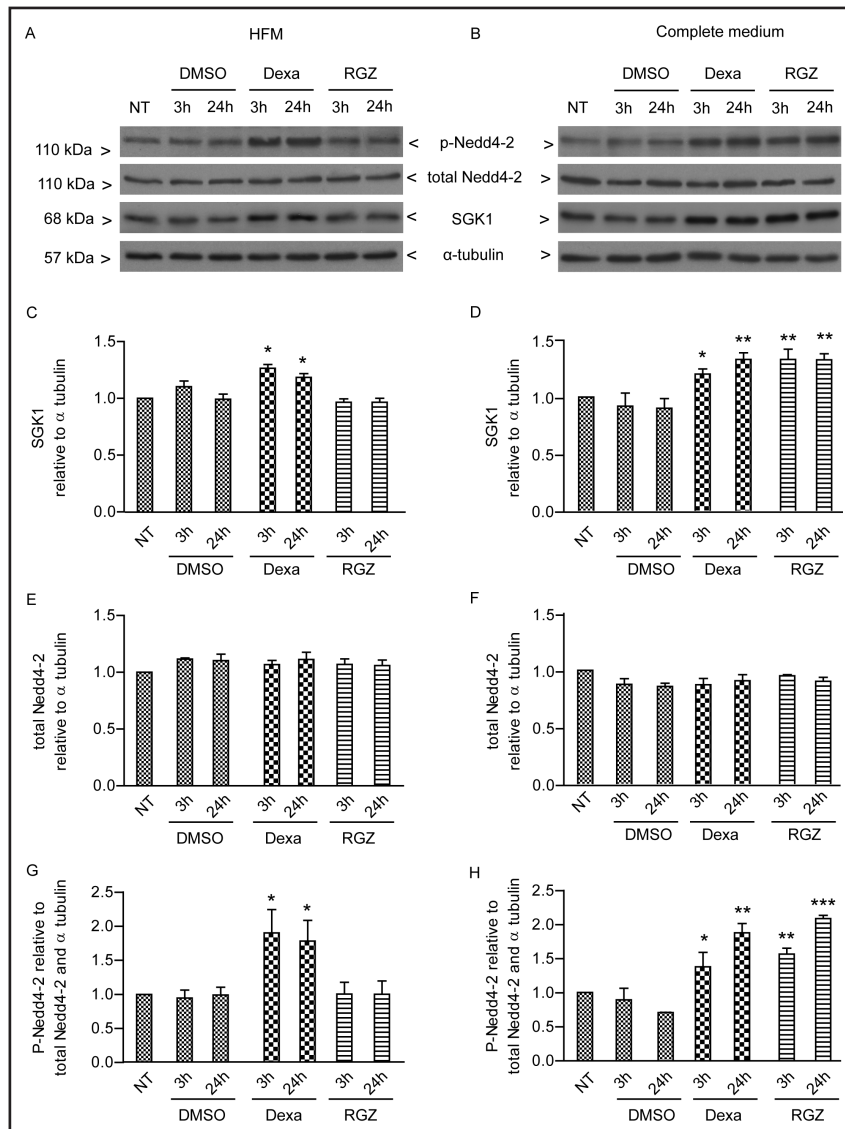 A HFM B Complete medium
DMSO Dexa RGZ DMSO Dexa RGZ
NT 3h 24h 3h 24h 3h 24h NT 3h 24h 3h 24h 3h 24h
110 kDa > < p-Nedd4-2 >
110 kDa > < total Nedd4-2 >
68 kDa > < SGK1 >
57 kDa > < α-tubulin >
C
SGK1
relative to α tubulin
1.5
1.0
0.5
0.0
* *
NT 3h 24h 3h 24h 3h 24h
DMSO Dexa RGZ
D
SGK1
relative to α tubulin
1.5
1.0
0.5
0.0
* ** ** **
NT 3h 24h 3h 24h 3h 24h
DMSO Dexa RGZ
E
total Nedd4-2
relative to α tubulin
1.5
1.0
0.5
0.0
NT 3h 24h 3h 24h 3h 24h
DMSO Dexa RGZ
F
total Nedd4-2
relative to α tubulin
1.5
1.0
0.5
0.0
NT 3h 24h 3h 24h 3h 24h
DMSO Dexa RGZ
G
P-Nedd4-2 relative to
total Nedd4-2 and α tubulin
2.5
2.0
1.5
1.0
0.5
0.0
* *
NT 3h 24h 3h 24h 3h 24h
DMSO Dexa RGZ
H
P-Nedd4-2 relative to
total Nedd4-2 and α tubulin
2.5
2.0
1.5
1.0
0.5
0.0
* ** ** ***
NT 3h 24h 3h 24h 3h 24h
DMSO Dexa RGZ